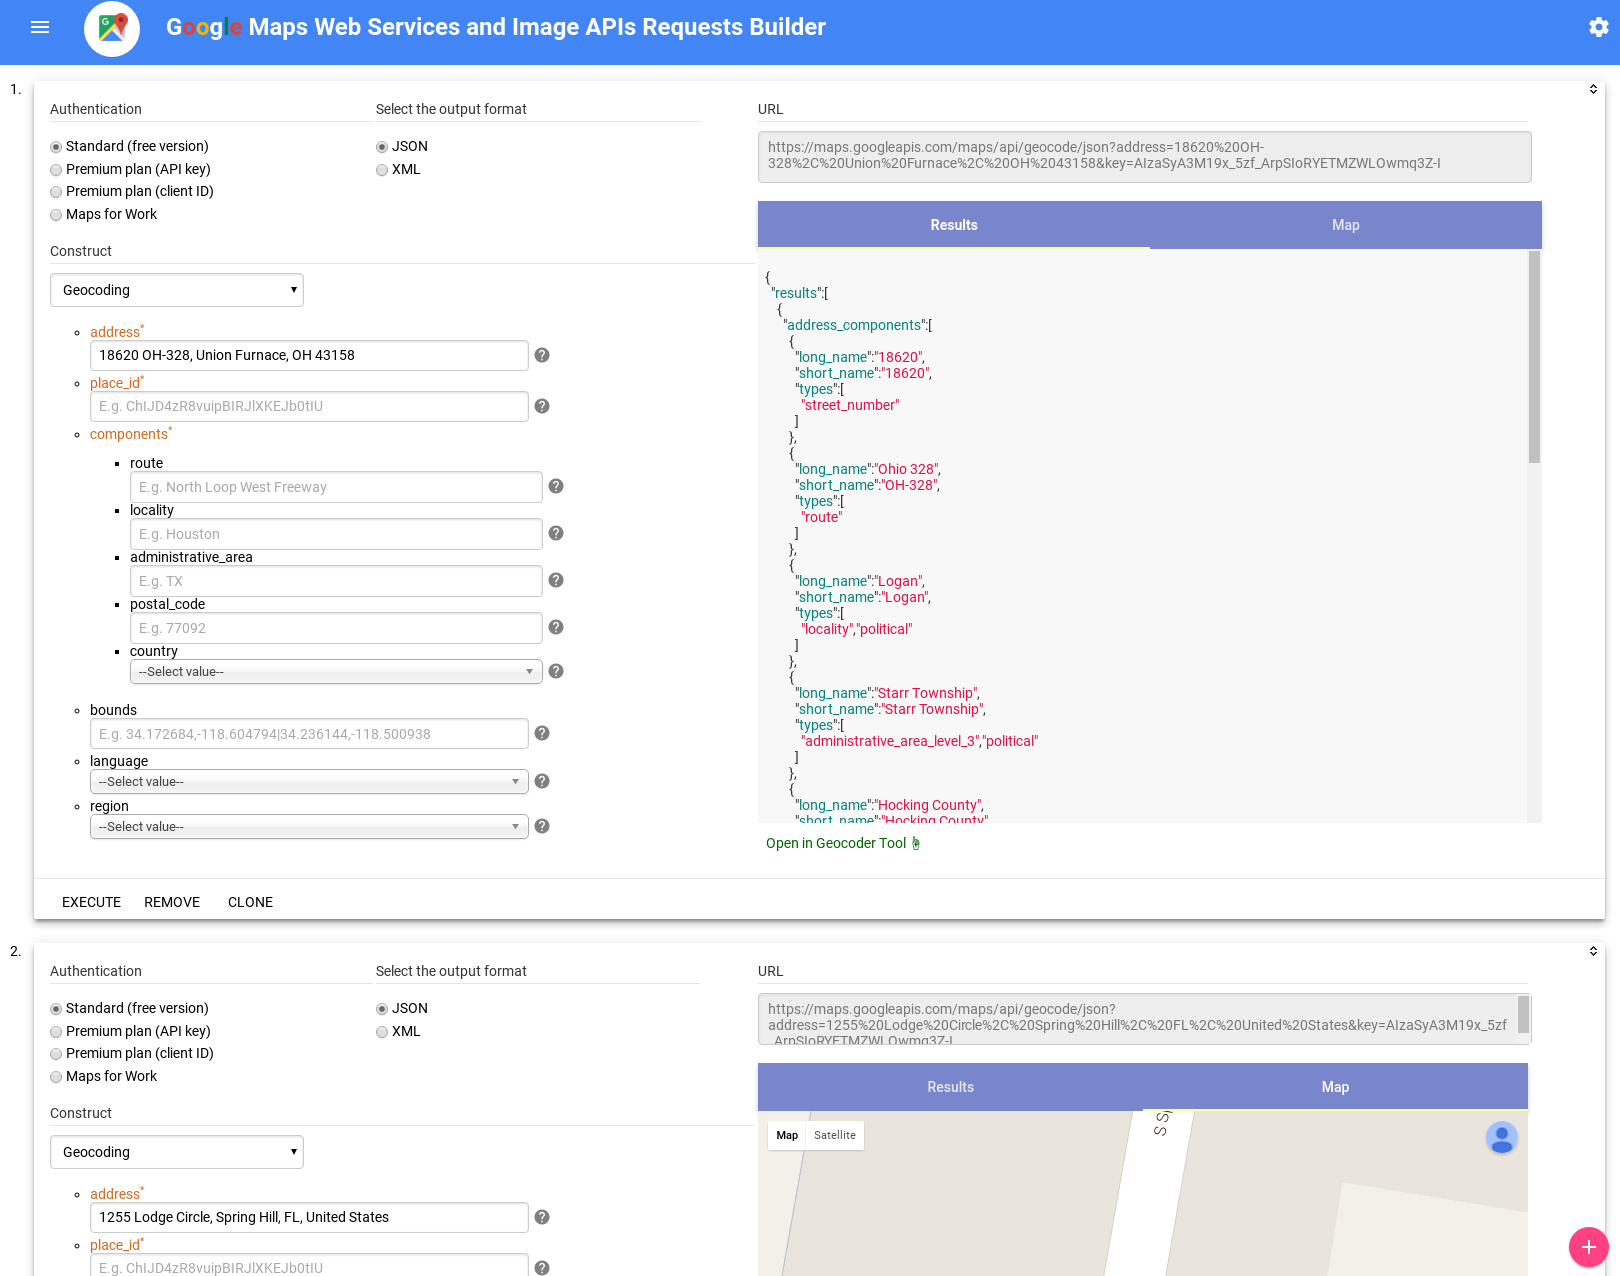 Google Maps Web Services and Image APIs Requests Builder
1.
Authentication
Standard (free version)
Premium plan (API key)
Premium plan (client ID)
Maps for Work
Select the output format
JSON
XML
Construct
Geocoding
address*
18620 OH-328, Union Furnace, OH 43158
place_id*
E.g. ChIJD4zR8vuipBIRJlXKEJb0tIU
components*
route
E.g. North Loop West Freeway
locality
E.g. Houston
administrative_area
E.g. TX
postal_code
E.g. 77092
country
--Select value--
bounds
E.g. 34.172684,-118.604794|34.236144,-118.500938
language
--Select value--
region
--Select value--
URL
https://maps.googleapis.com/maps/api/geocode/json?address=18620%20OH-
328%2C%20Union%20Furnace%2C%20OH%2043158&key=AIzaSyA3M19x_5zf_ArpSIoRYETMZWLOwmq3Z-I
Results Map
{
"results":[
{
"address_components":[
{
"long_name":"18620",
"short_name":"18620",
"types":[
"street_number"
]
},
{
"long_name":"Ohio 328",
"short_name":"OH-328",
"types":[
"route"
]
},
{
"long_name":"Logan",
"short_name":"Logan",
"types":[
"locality","political"
]
},
{
"long_name":"Starr Township",
"short_name":"Starr Township",
"types":[
"administrative_area_level_3","political"
]
},
{
"long_name":"Hocking County",
"short_name":"Hocking County"
Open in Geocoder Tool
EXECUTE REMOVE CLONE
2.
Authentication
Standard (free version)
Premium plan (API key)
Premium plan (client ID)
Maps for Work
Select the output format
JSON
XML
Construct
Geocoding
address*
1255 Lodge Circle, Spring Hill, FL, United States
place_id*
E.g. ChIJD4zR8vuipBIRJlXKEJb0tIU
URL
https://maps.googleapis.com/maps/api/geocode/json?
address=1255%20Lodge%20Circle%2C%20Spring%20Hill%2C%20FL%2C%20United%20States&key=AIzaSyA3M19x_5zf
_ArpSIoRYETMZWLOwmq3Z-I
Results Map
Map Satellite